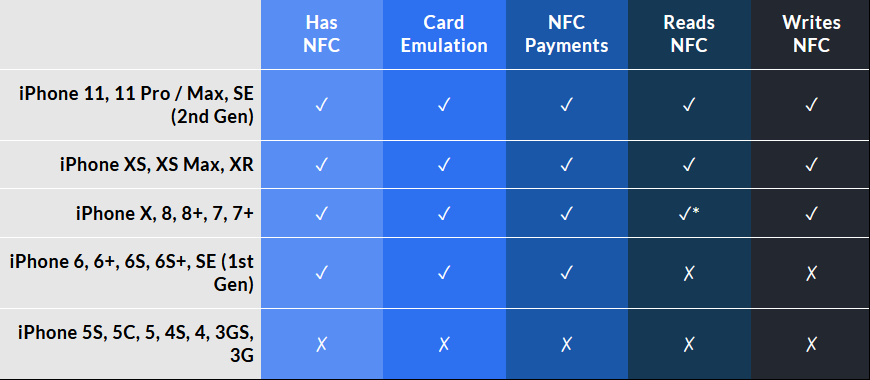 Has NFC Card Emulation NFC Payments Reads NFC Writes NFC
iPhone 11, 11 Pro / Max, SE (2nd Gen) ✓ ✓ ✓ ✓ ✓
iPhone XS, XS Max, XR ✓ ✓ ✓ ✓ ✓
iPhone X, 8, 8+, 7, 7+ ✓ ✓ ✓ ✓* ✓
iPhone 6, 6+, 6S, 6S+, SE (1st Gen) ✓ ✓ ✓ ✗ ✗
iPhone 5S, 5C, 5, 4S, 4, 3GS, 3G ✗ ✗ ✗ ✗ ✗